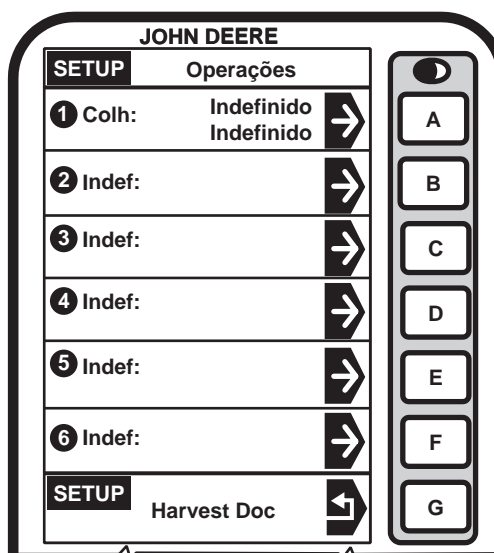 JOHN DEERE
SETUP Operações
1 Colh: Indefinido
Indefinido
A
2 Indef:
B
3 Indef:
C
4 Indef:
D
5 Indef:
E
6 Indef:
F
SETUP
Harvest Doc
G